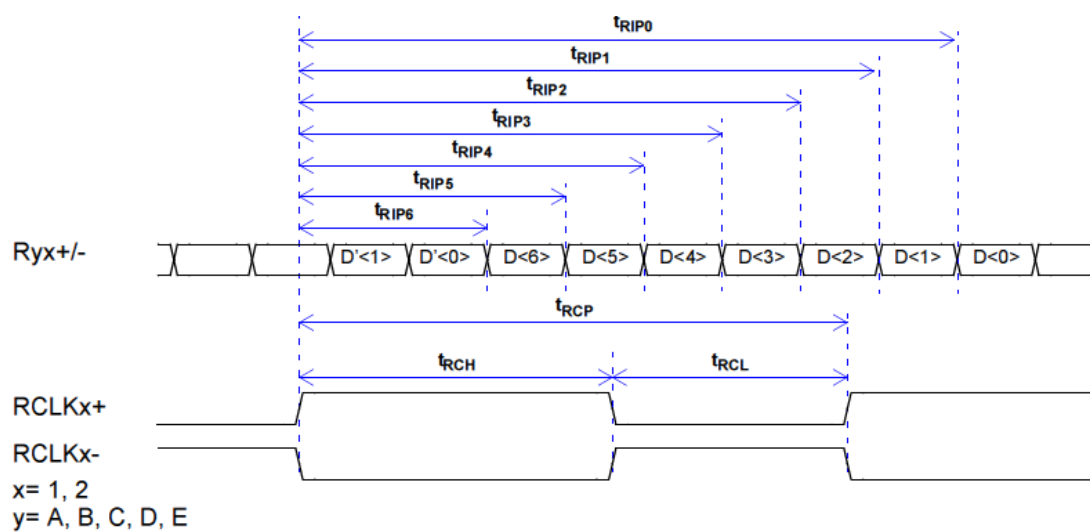 tRIP0
tRIP1
tRIP2
tRIP3
tRIP4
tRIP5
tRIP6
Ryx+/- D'<1> D'<0> D<6> D<5> D<4> D<3> D<2> D<1> D<0>
tRCP
tRCH tRCL
RCLKx+
RCLKx-
x= 1, 2
y= A, B, C, D, E